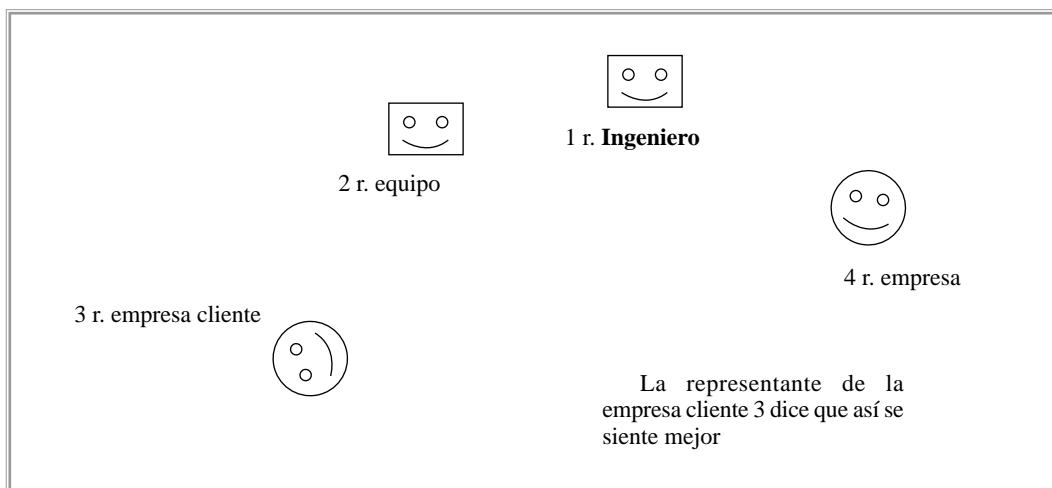 1 r. Ingeniero
2 r. equipo
4 r. empresa
3 r. empresa cliente
La representante de la
empresa cliente 3 dice que así se
siente mejor